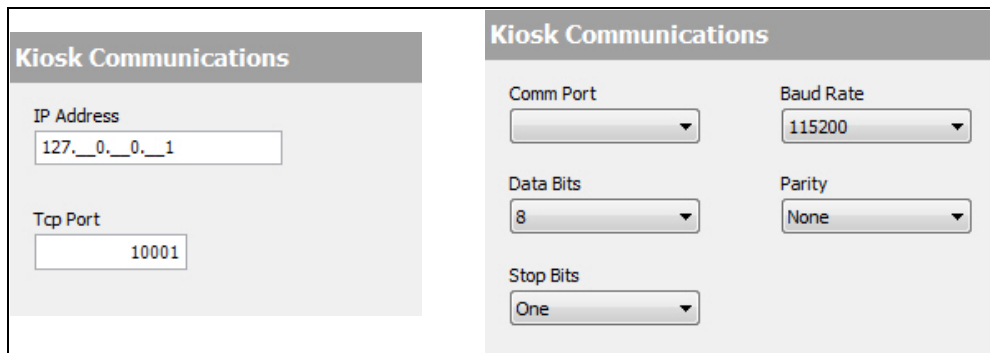 Kiosk Communications
IP Address
127.__0.__0.__1
Tcp Port
10001
Kiosk Communications
Comm Port
Baud Rate
115200
Data Bits
Parity
8
None
Stop Bits
One